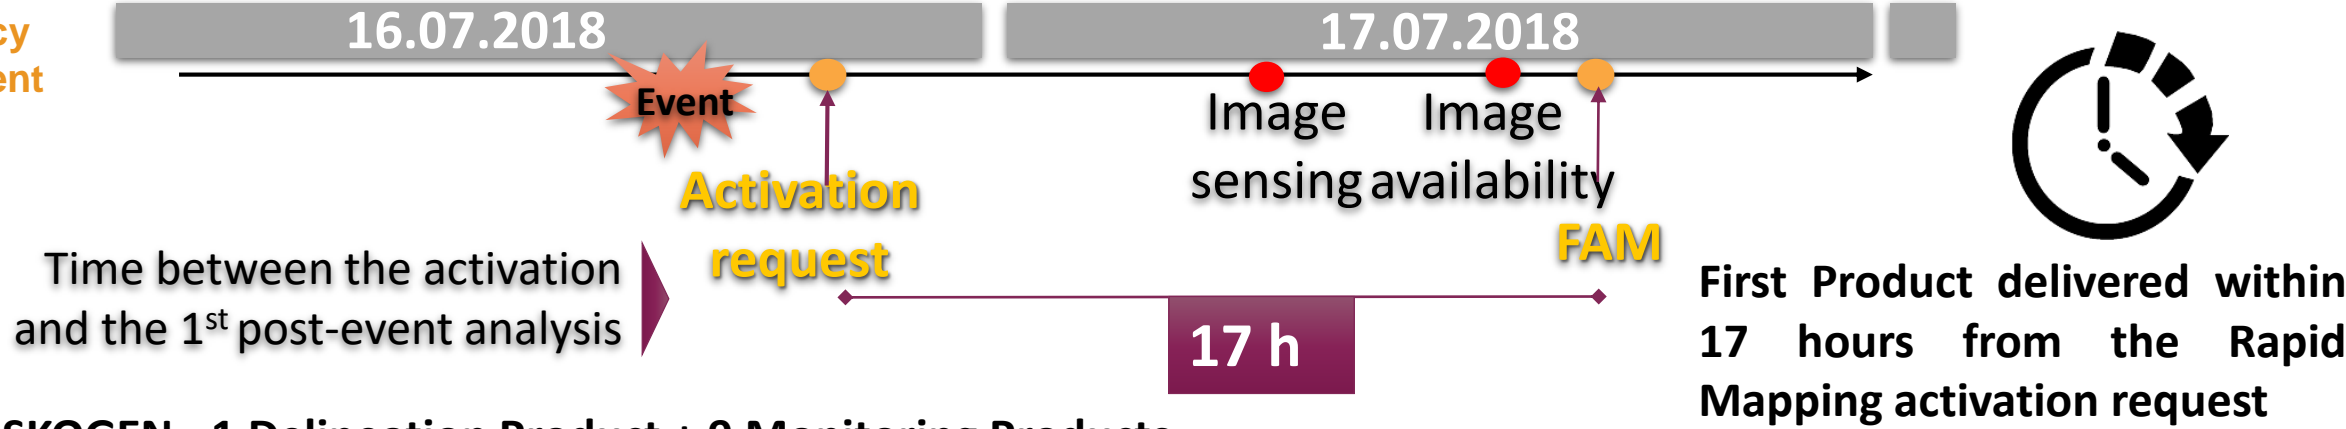 16.07.2018 17.07.2018
cy
ent
Event
Image Image
sensing availability
Activation
request
FAM
Time between the activation
and the 1st post-event analysis
17 h
First Product delivered within
17 hours from the Rapid
Mapping activation request